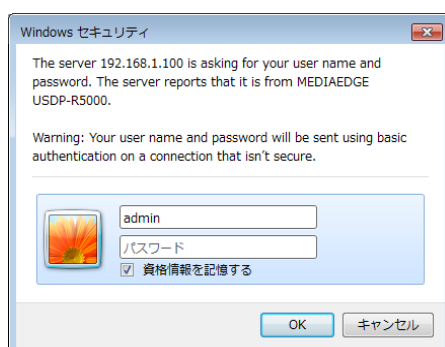 Windows セキュリティ
The server 192.168.1.100 is asking for your user name and
password. The server reports that it is from MEDIAEDGE
USDP-R5000.
Warning: Your user name and password will be sent using basic
authentication on a connection that isn't secure.
admin
パスワード
資格情報を記憶する
OK
キャンセル